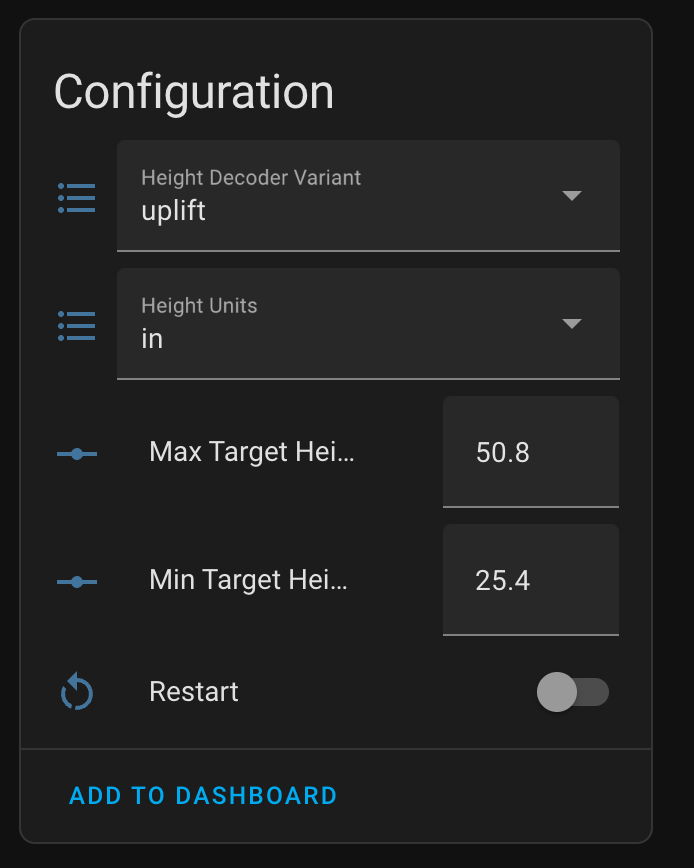 Configuration
Height Decoder Variant
uplift
Height Units
in
Max Target Hei...
50.8
Min Target Hei...
25.4
Restart
ADD TO DASHBOARD